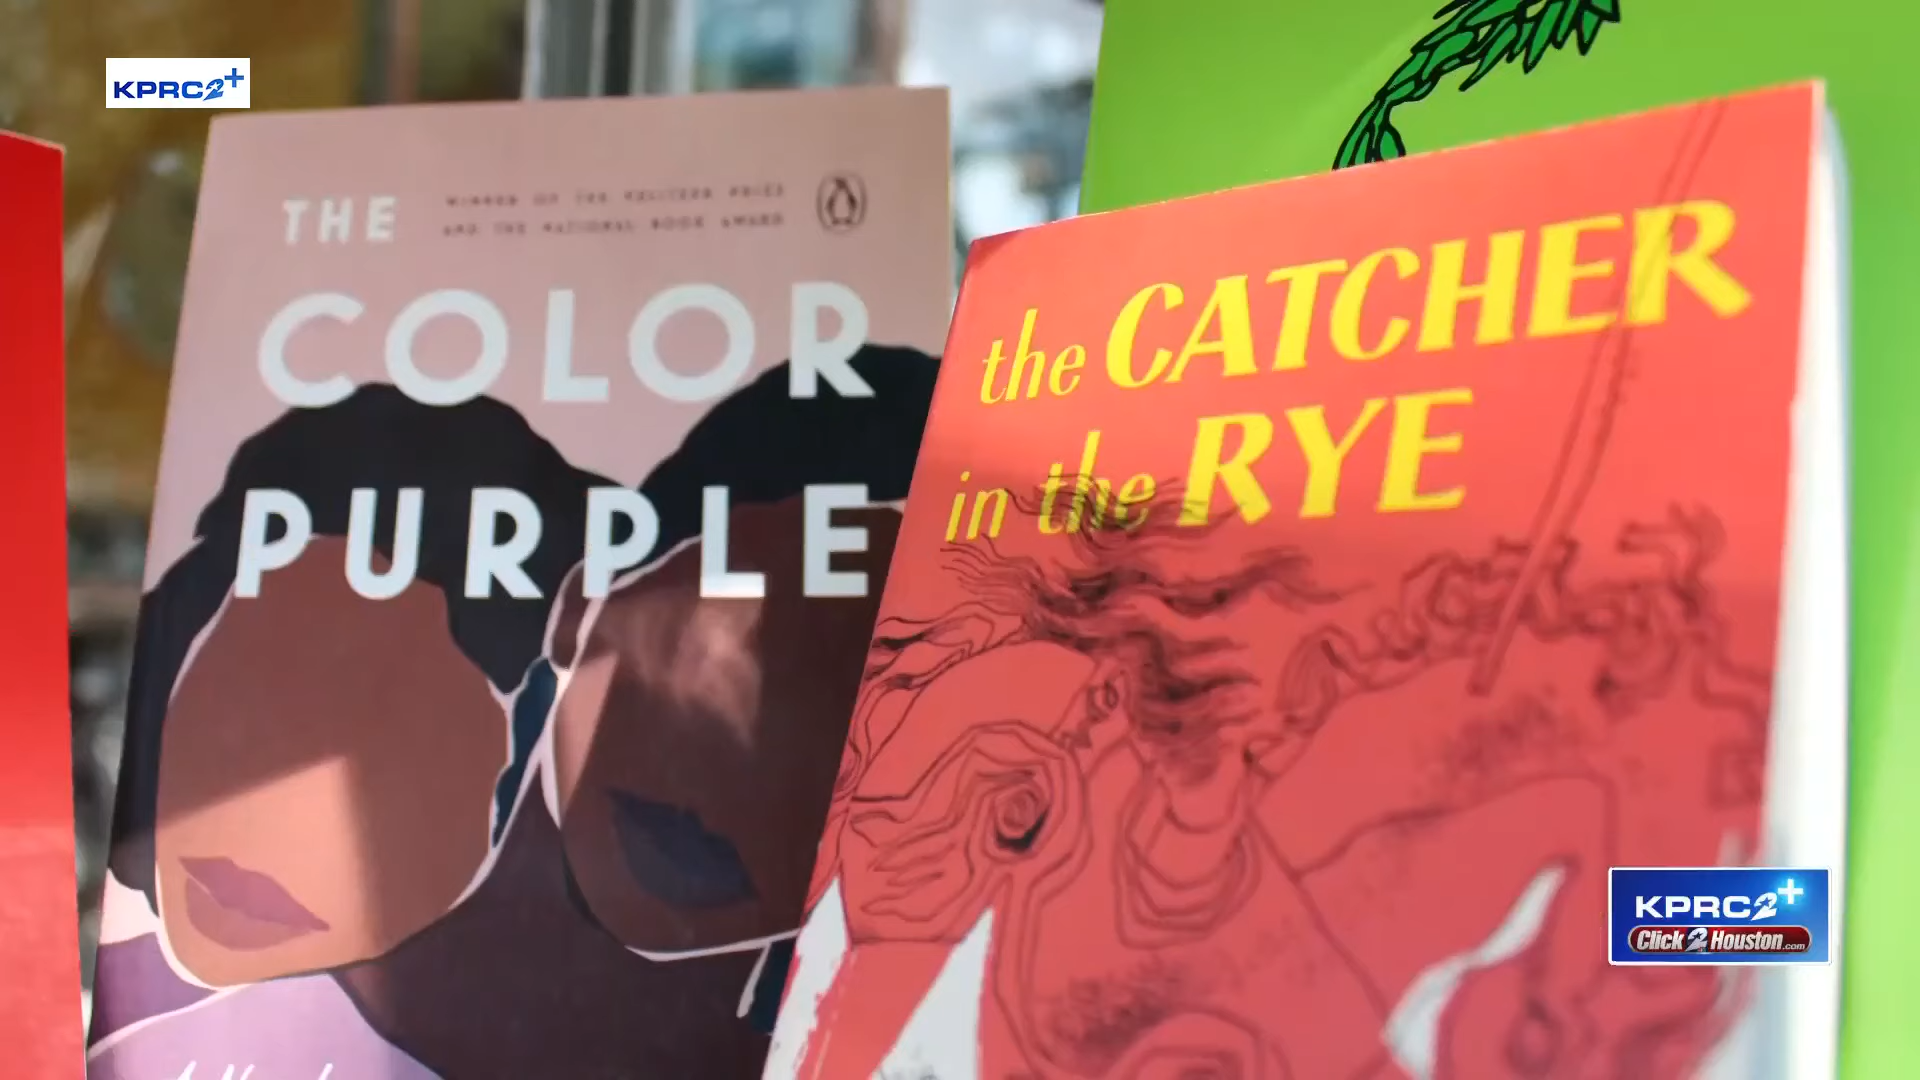 KPRC2+
THE
WINNER OF THE PULITZER PRIZE
AND THE NATIONAL BOOK AWARD
COLOR
PURPLE
the CATCHER
in the RYE
KPRC2+
Click2Houston.com